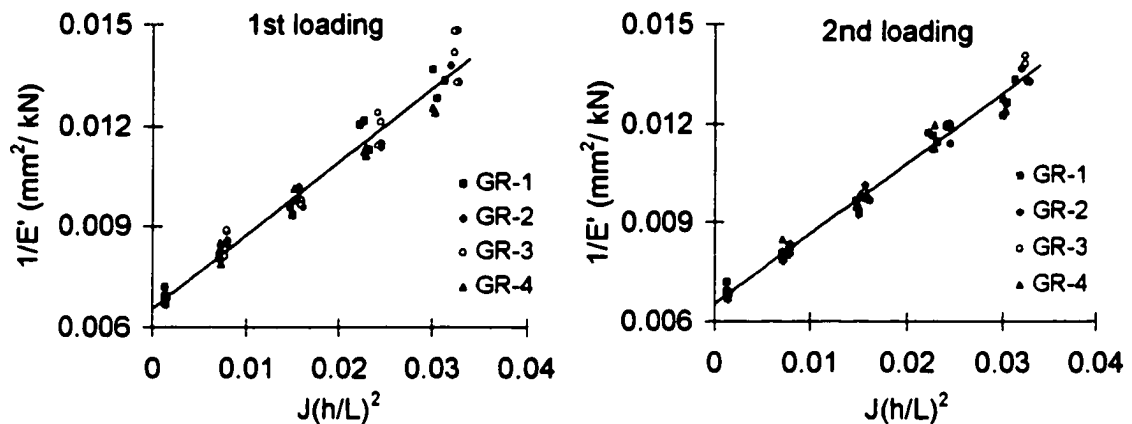 1st loading
1/E' (mm²/ kN)
0.015
0.012
0.009
0.006
GR-1
GR-2
GR-3
GR-4
0
0.01
0.02
0.03
0.04
J(h/L)²
2nd loading
1/E' (mm²/ kN)
0.015
0.012
0.009
0.006
GR-1
GR-2
GR-3
GR-4
0
0.01
0.02
0.03
0.04
J(h/L)²